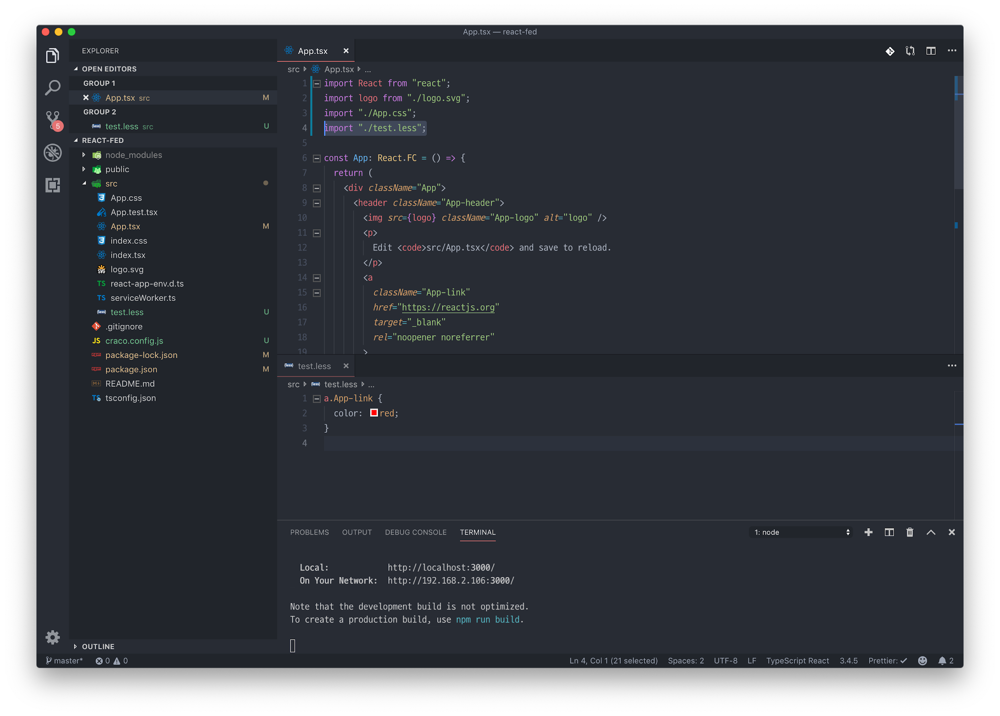 App.tsx — react-fed
EXPLORER
OPEN EDITORS
GROUP 1
App.tsx src M
GROUP 2
{less} test.less src U
REACT-FED
node_modules
public
src
App.css
App.test.tsx
App.tsx M
index.css
index.tsx
SVG logo.svg
TS react-app-env.d.ts
TS serviceWorker.ts
{less} test.less U
.gitignore
JS craco.config.js U
package-lock.json M
package.json M
M↓ README.md
TS tsconfig.json
OUTLINE
5
App.tsx
src App.tsx ...
1 import React from "react";
2 import logo from "./logo.svg";
3 import "./App.css";
4 import "./test.less";
5
6 const App: React.FC = () => {
7 return (
8 <div className="App">
9 <header className="App-header">
10 <img src={logo} className="App-logo" alt="logo" />
11 <p>
12 Edit <code>src/App.tsx</code> and save to reload.
13 </p>
14 <a
15 className="App-link"
16 href="https://reactjs.org"
17 target="_blank"
18 rel="noopener noreferrer"
19 >
{less} test.less
src {less} test.less ...
1 a.App-link {
2 color: red;
3 }
4
PROBLEMS OUTPUT DEBUG CONSOLE TERMINAL 1: node
Local: http://localhost:3000/
On Your Network: http://192.168.2.106:3000/
Note that the development build is not optimized.
To create a production build, use npm run build.
master* 0 0 Ln 4, Col 1 (21 selected) Spaces: 2 UTF-8 LF TypeScript React 3.4.5 Prettier: ✓ 2